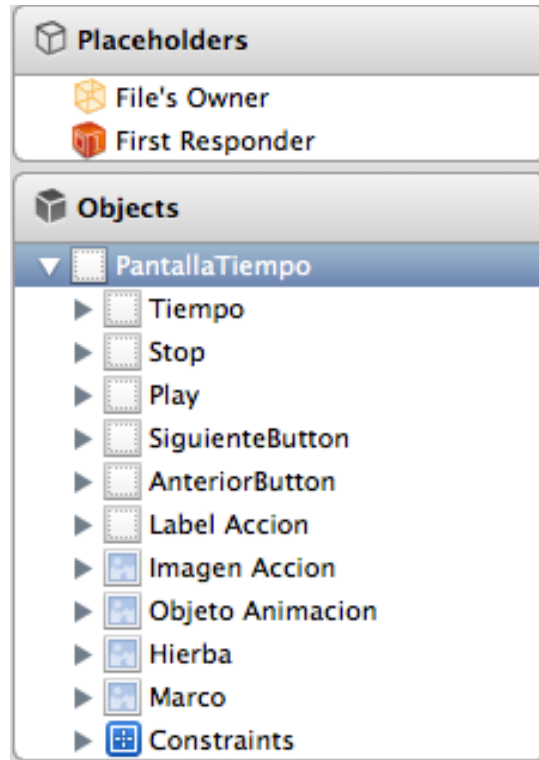 Placeholders
File's Owner
First Responder
Objects
PantallaTiempo
Tiempo
Stop
Play
SiguienteButton
AnteriorButton
Label Accion
Imagen Accion
Objeto Animacion
Hierba
Marco
Constraints